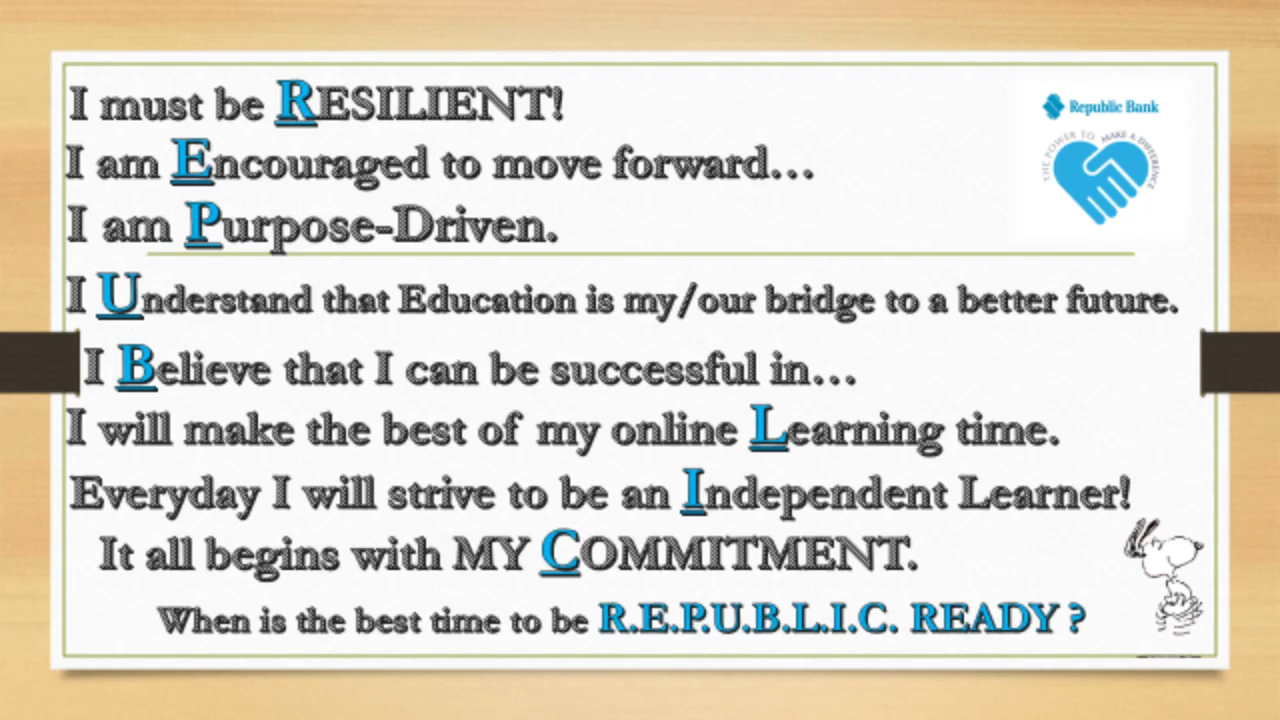 I must be RESILIENT!
Republic Bank
THE POWER TO MAKE A DIFFERENCE
I am Encouraged to move forward...
I am Purpose-Driven.
I Understand that Education is my/our bridge to a better future.
I Believe that I can be successful in...
I will make the best of my online Learning time.
Everyday I will strive to be an Independent Learner!
It all begins with MY COMMITMENT.
When is the best time to be R.E.P.U.B.L.I.C. READY ?